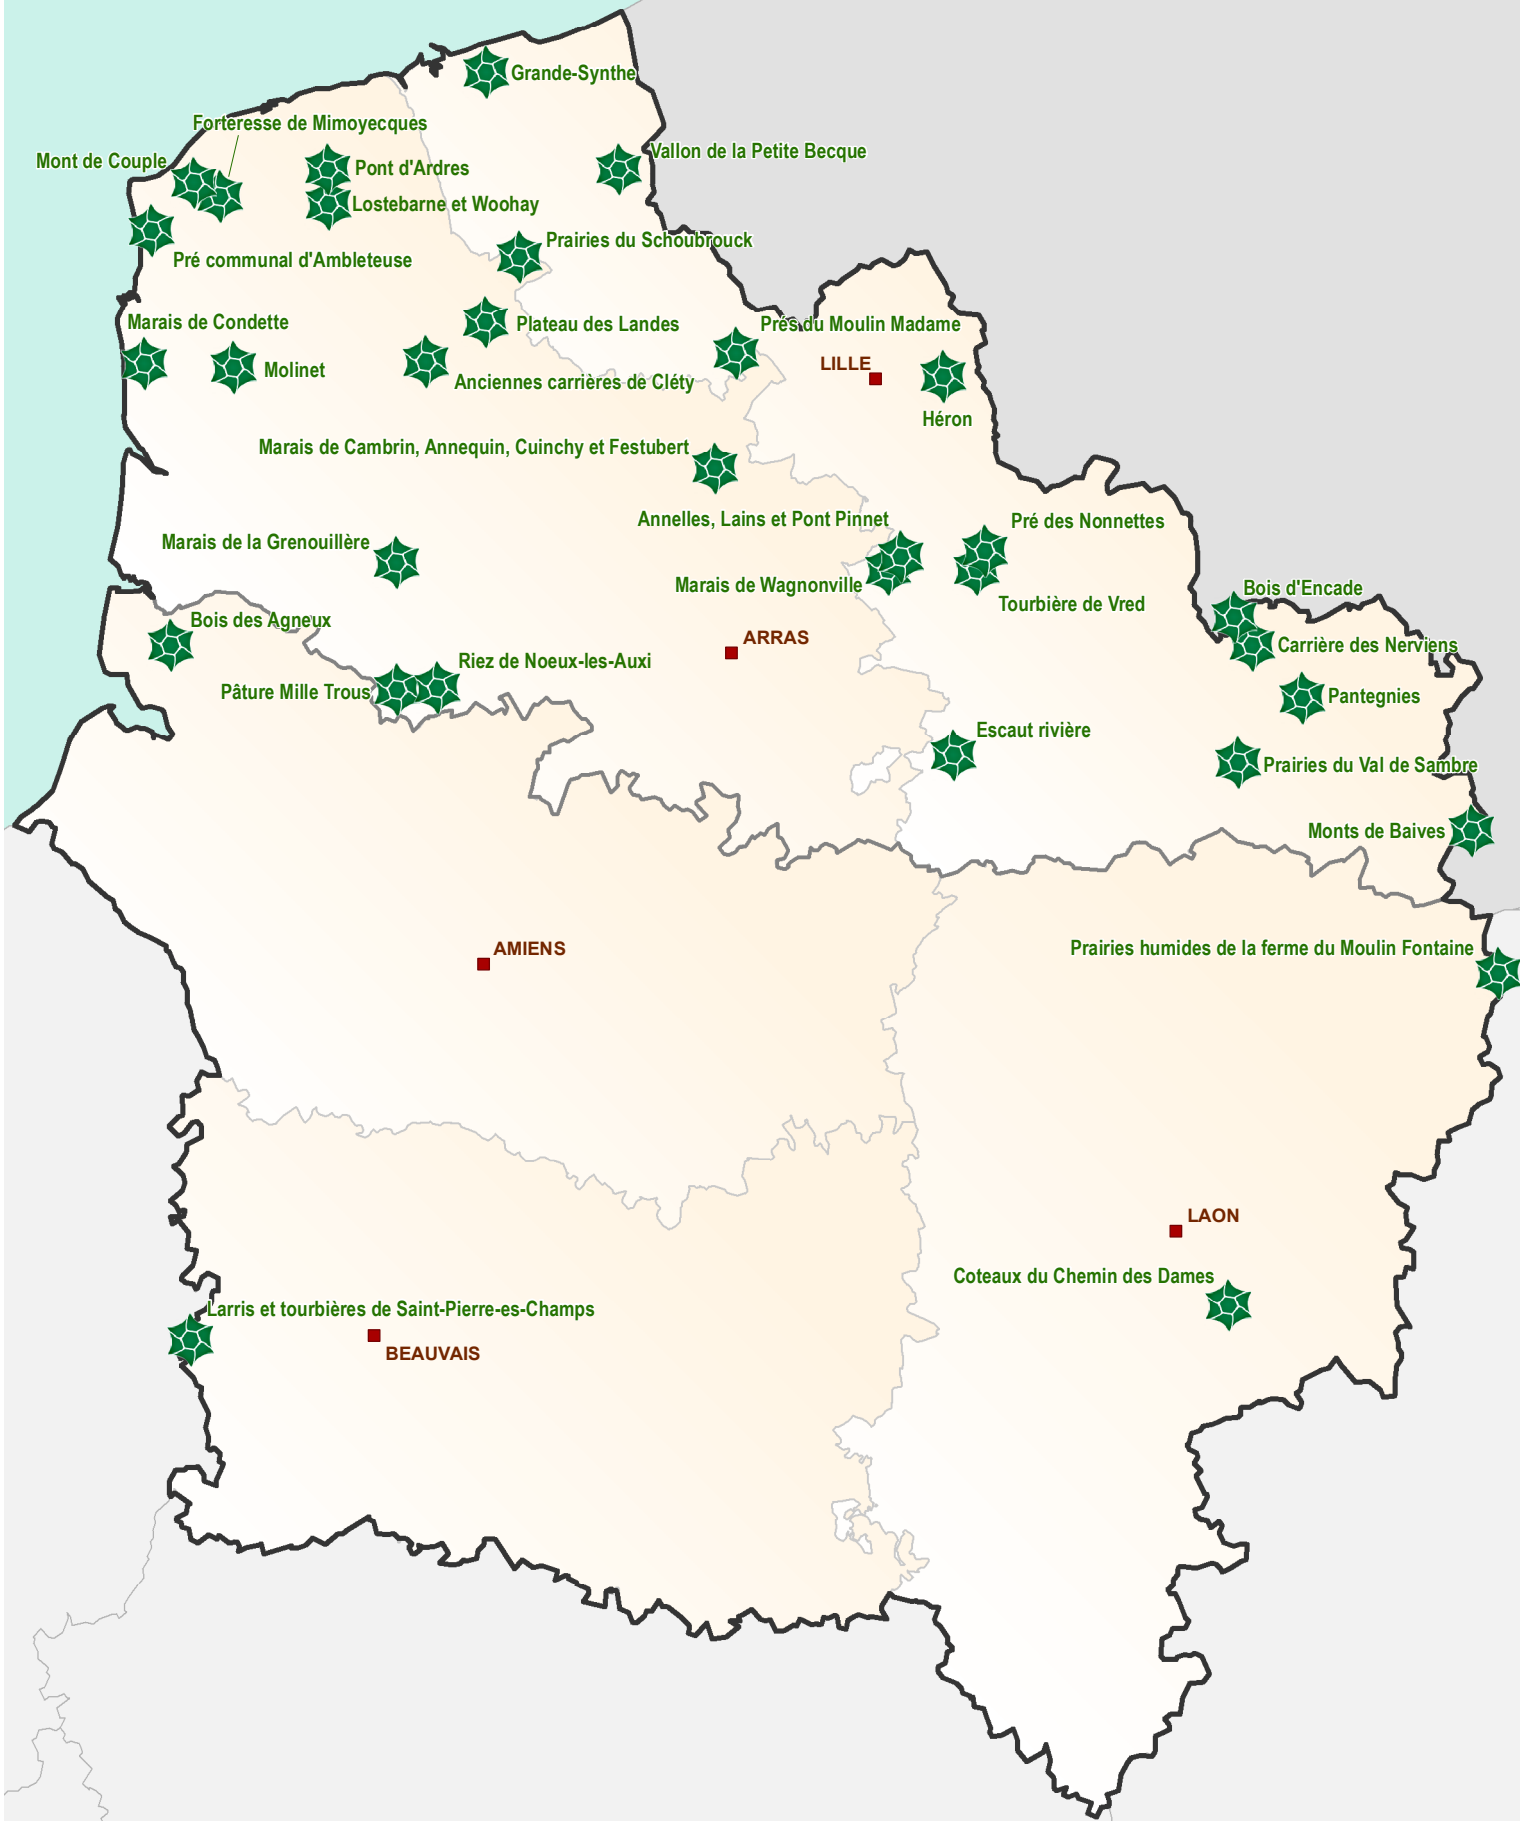 Grande-Synthe
Forteresse de Mimoyecques
Mont de Couple
Vallon de la Petite Becque
Pont d'Ardres
Lostebarne et Woohay
Prairies du Schoubrouck
Pré communal d'Ambleteuse
Marais de Condette
Plateau des Landes
Prés du Moulin Madame
LILLE
Molinet
Anciennes carrières de Cléty
Héron
Marais de Cambrin, Annequin, Cuinchy et Festubert
Annelles, Lains et Pont Pinnet
Pré des Nonnettes
Marais de la Grenouillère
Marais de Wagnonville
Bois d'Encade
Tourbière de Vred
Bois des Agneux
ARRAS
Carrière des Nerviens
Riez de Noeux-les-Auxi
Pâture Mille Trous
Pantegnies
Escaut rivière
Prairies du Val de Sambre
Monts de Baives
AMIENS
Prairies humides de la ferme du Moulin Fontaine
LAON
Coteaux du Chemin des Dames
Larris et tourbières de Saint-Pierre-es-Champs
BEAUVAIS